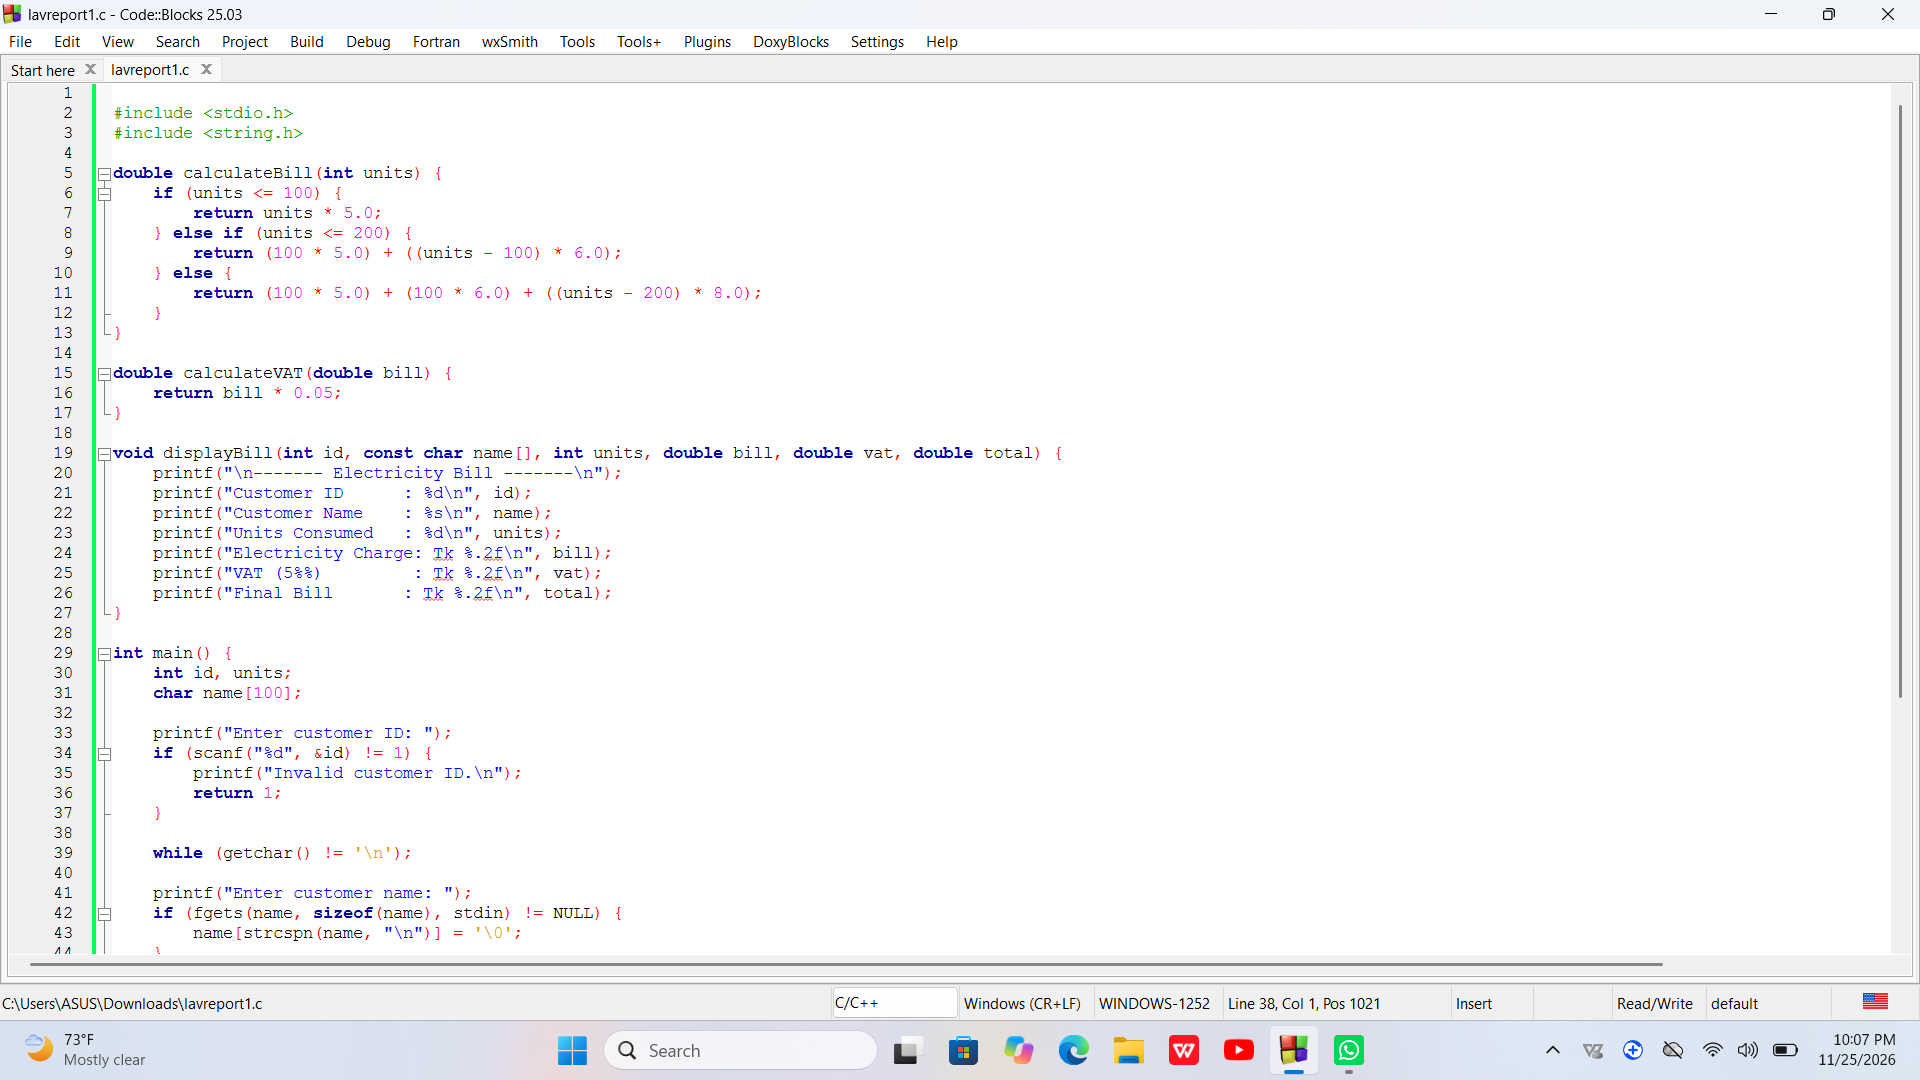 lavreport1.c - Code::Blocks 25.03
File Edit View Search Project Build Debug Fortran wxSmith Tools Tools+ Plugins DoxyBlocks Settings Help
Start here X lavreport1.c X
1
2 #include <stdio.h>
3 #include <string.h>
4
5 double calculateBill(int units) {
6     if (units <= 100) {
7         return units * 5.0;
8     } else if (units <= 200) {
9         return (100 * 5.0) + ((units - 100) * 6.0);
10     } else {
11         return (100 * 5.0) + (100 * 6.0) + ((units - 200) * 8.0);
12     }
13 }
14
15 double calculateVAT(double bill) {
16     return bill * 0.05;
17 }
18
19 void displayBill(int id, const char name[], int units, double bill, double vat, double total) {
20     printf("\n------- Electricity Bill -------\n");
21     printf("Customer ID      : %d\n", id);
22     printf("Customer Name    : %s\n", name);
23     printf("Units Consumed   : %d\n", units);
24     printf("Electricity Charge: Tk %.2f\n", bill);
25     printf("VAT (5%%)         : Tk %.2f\n", vat);
26     printf("Final Bill       : Tk %.2f\n", total);
27 }
28
29 int main() {
30     int id, units;
31     char name[100];
32
33     printf("Enter customer ID: ");
34     if (scanf("%d", &id) != 1) {
35         printf("Invalid customer ID.\n");
36         return 1;
37     }
38
39     while (getchar() != '\n');
40
41     printf("Enter customer name: ");
42     if (fgets(name, sizeof(name), stdin) != NULL) {
43         name[strcspn(name, "\n")] = '\0';
44     }
C:\Users\ASUS\Downloads\lavreport1.c C/C++ Windows (CR+LF) WINDOWS-1252 Line 38, Col 1, Pos 1021 Insert Read/Write default
73°F
Mostly clear
Search
10:07 PM
11/25/2026